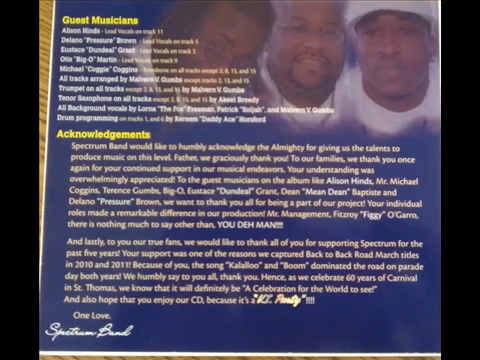 Guest Musicians
Alison Hinds - Lead Vocals on track 11
Delano "Pressure" Brown - Lead Vocals on track 5
Eustace "Dundeal" Grant - Lead Vocals on track 3
Otis "Big-O" Martin - Lead Vocals on track 9
Michael "Coggie" Coggins - Trombone on all tracks except 2, 8, 13, and 15
All tracks arranged by Malvern V. Gumbs except tracks 2, 13, and 15
Trumpet on all tracks except 2, 8, 13, and 15 by Malvern V. Gumbs
Tenor Saxophone on all tracks except 2, 8, 13, and 15 by Akeel Breedy
All Background vocals by Lorna "The Fox" Freeman, Patrick "Soljah", and Malvern V. Gumbs
Drum programming on tracks 1, and 6 by Kareem "Daddy Ace" Horsford
Acknowledgements
Spectrum Band would like to humbly acknowledge the Almighty for giving us the talents to
produce music on this level. Father, we graciously thank you! To our families, we thank you once
again for your continued support in our musical endeavors. Your understanding was
overwhelmingly appreciated! To the guest musicians on the album like Alison Hinds, Mr. Michael
Coggins, Terence Gumbs, Big-O, Eustace "Dundeal" Grant, Dean "Mean Dean" Baptiste and
Delano "Pressure" Brown, we want to thank you all for being a part of our project! Your individual
roles made a remarkable difference in our production! Mr. Management, Fitzroy "Figgy" O'Garro,
there is nothing much to say other than, YOU DEH MAN!!!!
And lastly, to you our true fans, we would like to thank all of you for supporting Spectrum for the
past five years! Your support was one of the reasons we captured Back to Back Road March titles
in 2010 and 2011! Because of you, the song "Kalalloo" and "Boom" dominated the road on parade
day both years! We humbly say to you all, thank you. Hence, as we celebrate 60 years of Carnival
in St. Thomas, we know that it will definitely be "A Celebration for the World to see!"
And also hope that you enjoy our CD, because it's a "V.I. Party" !!!!
One Love.
Spectrum Band